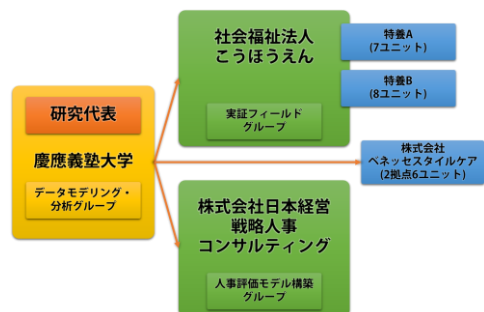 研究代表
慶應義塾大学
データモデリング・
分析グループ
社会福祉法人
こうほうえん
実証フィールド
グループ
特養A
(7ユニット)
特養B
(8ユニット)
株式会社
ベネッセスタイルケア
(2拠点6ユニット)
株式会社日本経営
戦略人事
コンサルティング
人事評価モデル構築
グループ